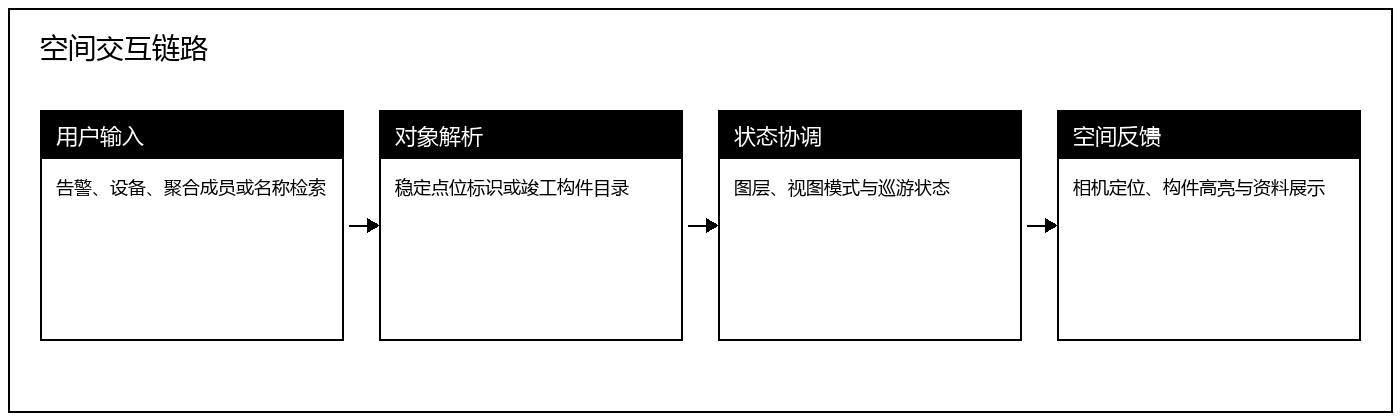 空间交互链路
用户输入
告警、设备、聚合成员或名称检索
对象解析
稳定点位标识或竣工构件目录
状态协调
图层、视图模式与巡游状态
空间反馈
相机定位、构件高亮与资料展示